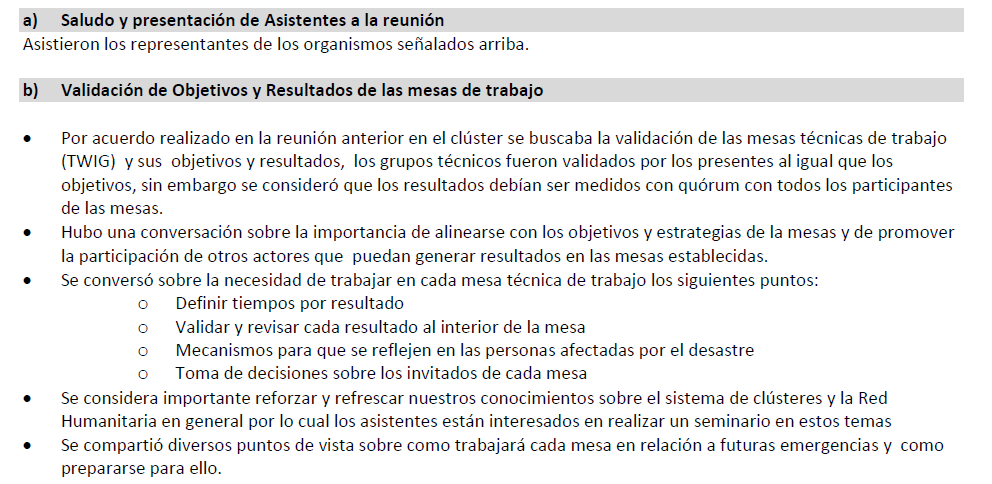 a) Saludo y presentación de Asistentes a la reunión
Asistieron los representantes de los organismos señalados arriba.
b) Validación de Objetivos y Resultados de las mesas de trabajo
• Por acuerdo realizado en la reunión anterior en el clúster se buscaba la validación de las mesas técnicas de trabajo
(TWIG) y sus objetivos y resultados, los grupos técnicos fueron validados por los presentes al igual que los
objetivos, sin embargo se consideró que los resultados debían ser medidos con quórum con todos los participantes
de las mesas.
• Hubo una conversación sobre la importancia de alinearse con los objetivos y estrategias de la mesas y de promover
la participación de otros actores que puedan generar resultados en las mesas establecidas.
• Se conversó sobre la necesidad de trabajar en cada mesa técnica de trabajo los siguientes puntos:
o Definir tiempos por resultado
o Validar y revisar cada resultado al interior de la mesa
o Mecanismos para que se reflejen en las personas afectadas por el desastre
o Toma de decisiones sobre los invitados de cada mesa
• Se considera importante reforzar y refrescar nuestros conocimientos sobre el sistema de clústeres y la Red
Humanitaria en general por lo cual los asistentes están interesados en realizar un seminario en estos temas
• Se compartió diversos puntos de vista sobre como trabajará cada mesa en relación a futuras emergencias y como
prepararse para ello.